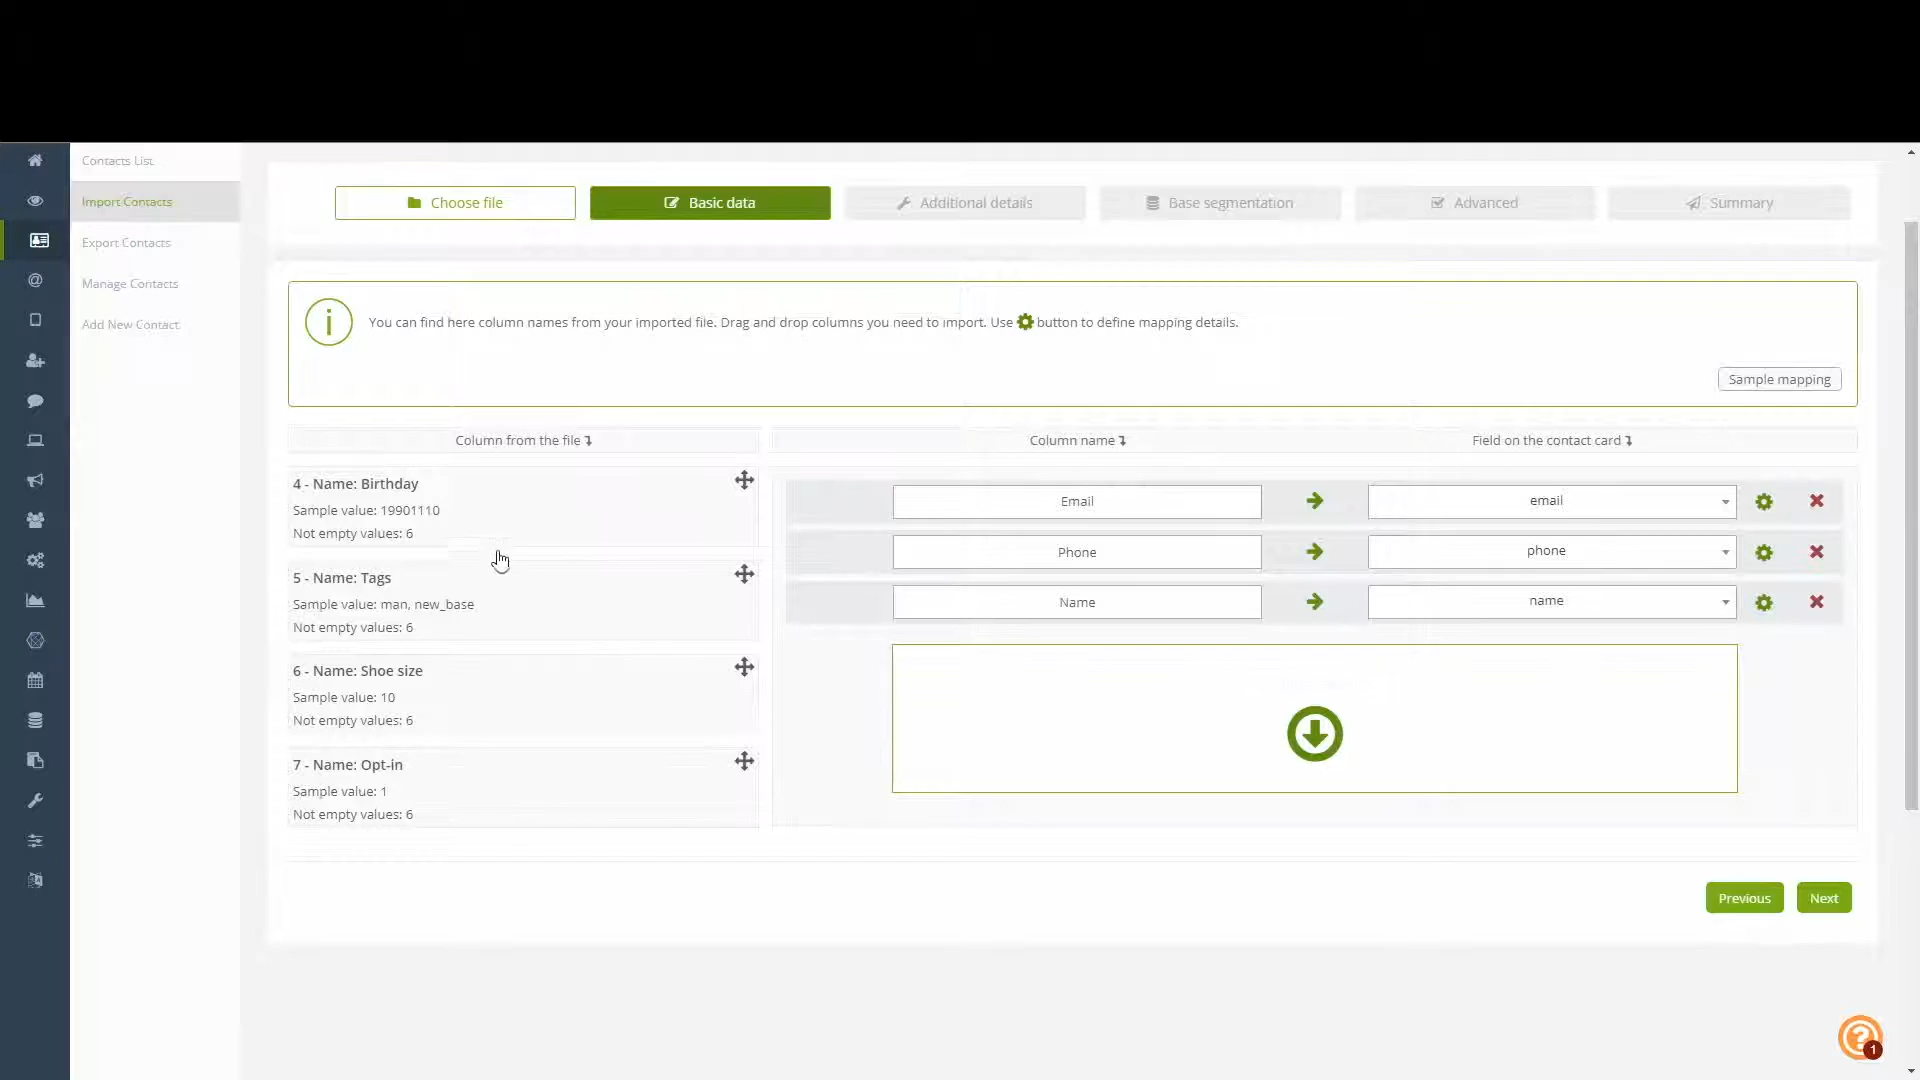 Contacts List
Import Contacts
Export Contacts
Manage Contacts
Add New Contact
Choose file
Basic data
Additional details
Base segmentation
Advanced
Summary
You can find here column names from your imported file. Drag and drop columns you need to import. Use button to define mapping details.
Sample mapping
Column from the file
Column name
Field on the contact card
4 - Name: Birthday
Sample value: 19901110
Not empty values: 6
5 - Name: Tags
Sample value: man, new_base
Not empty values: 6
6 - Name: Shoe size
Sample value: 10
Not empty values: 6
7 - Name: Opt-in
Sample value: 1
Not empty values: 6
Email
email
Phone
phone
Name
name
Previous
Next
1